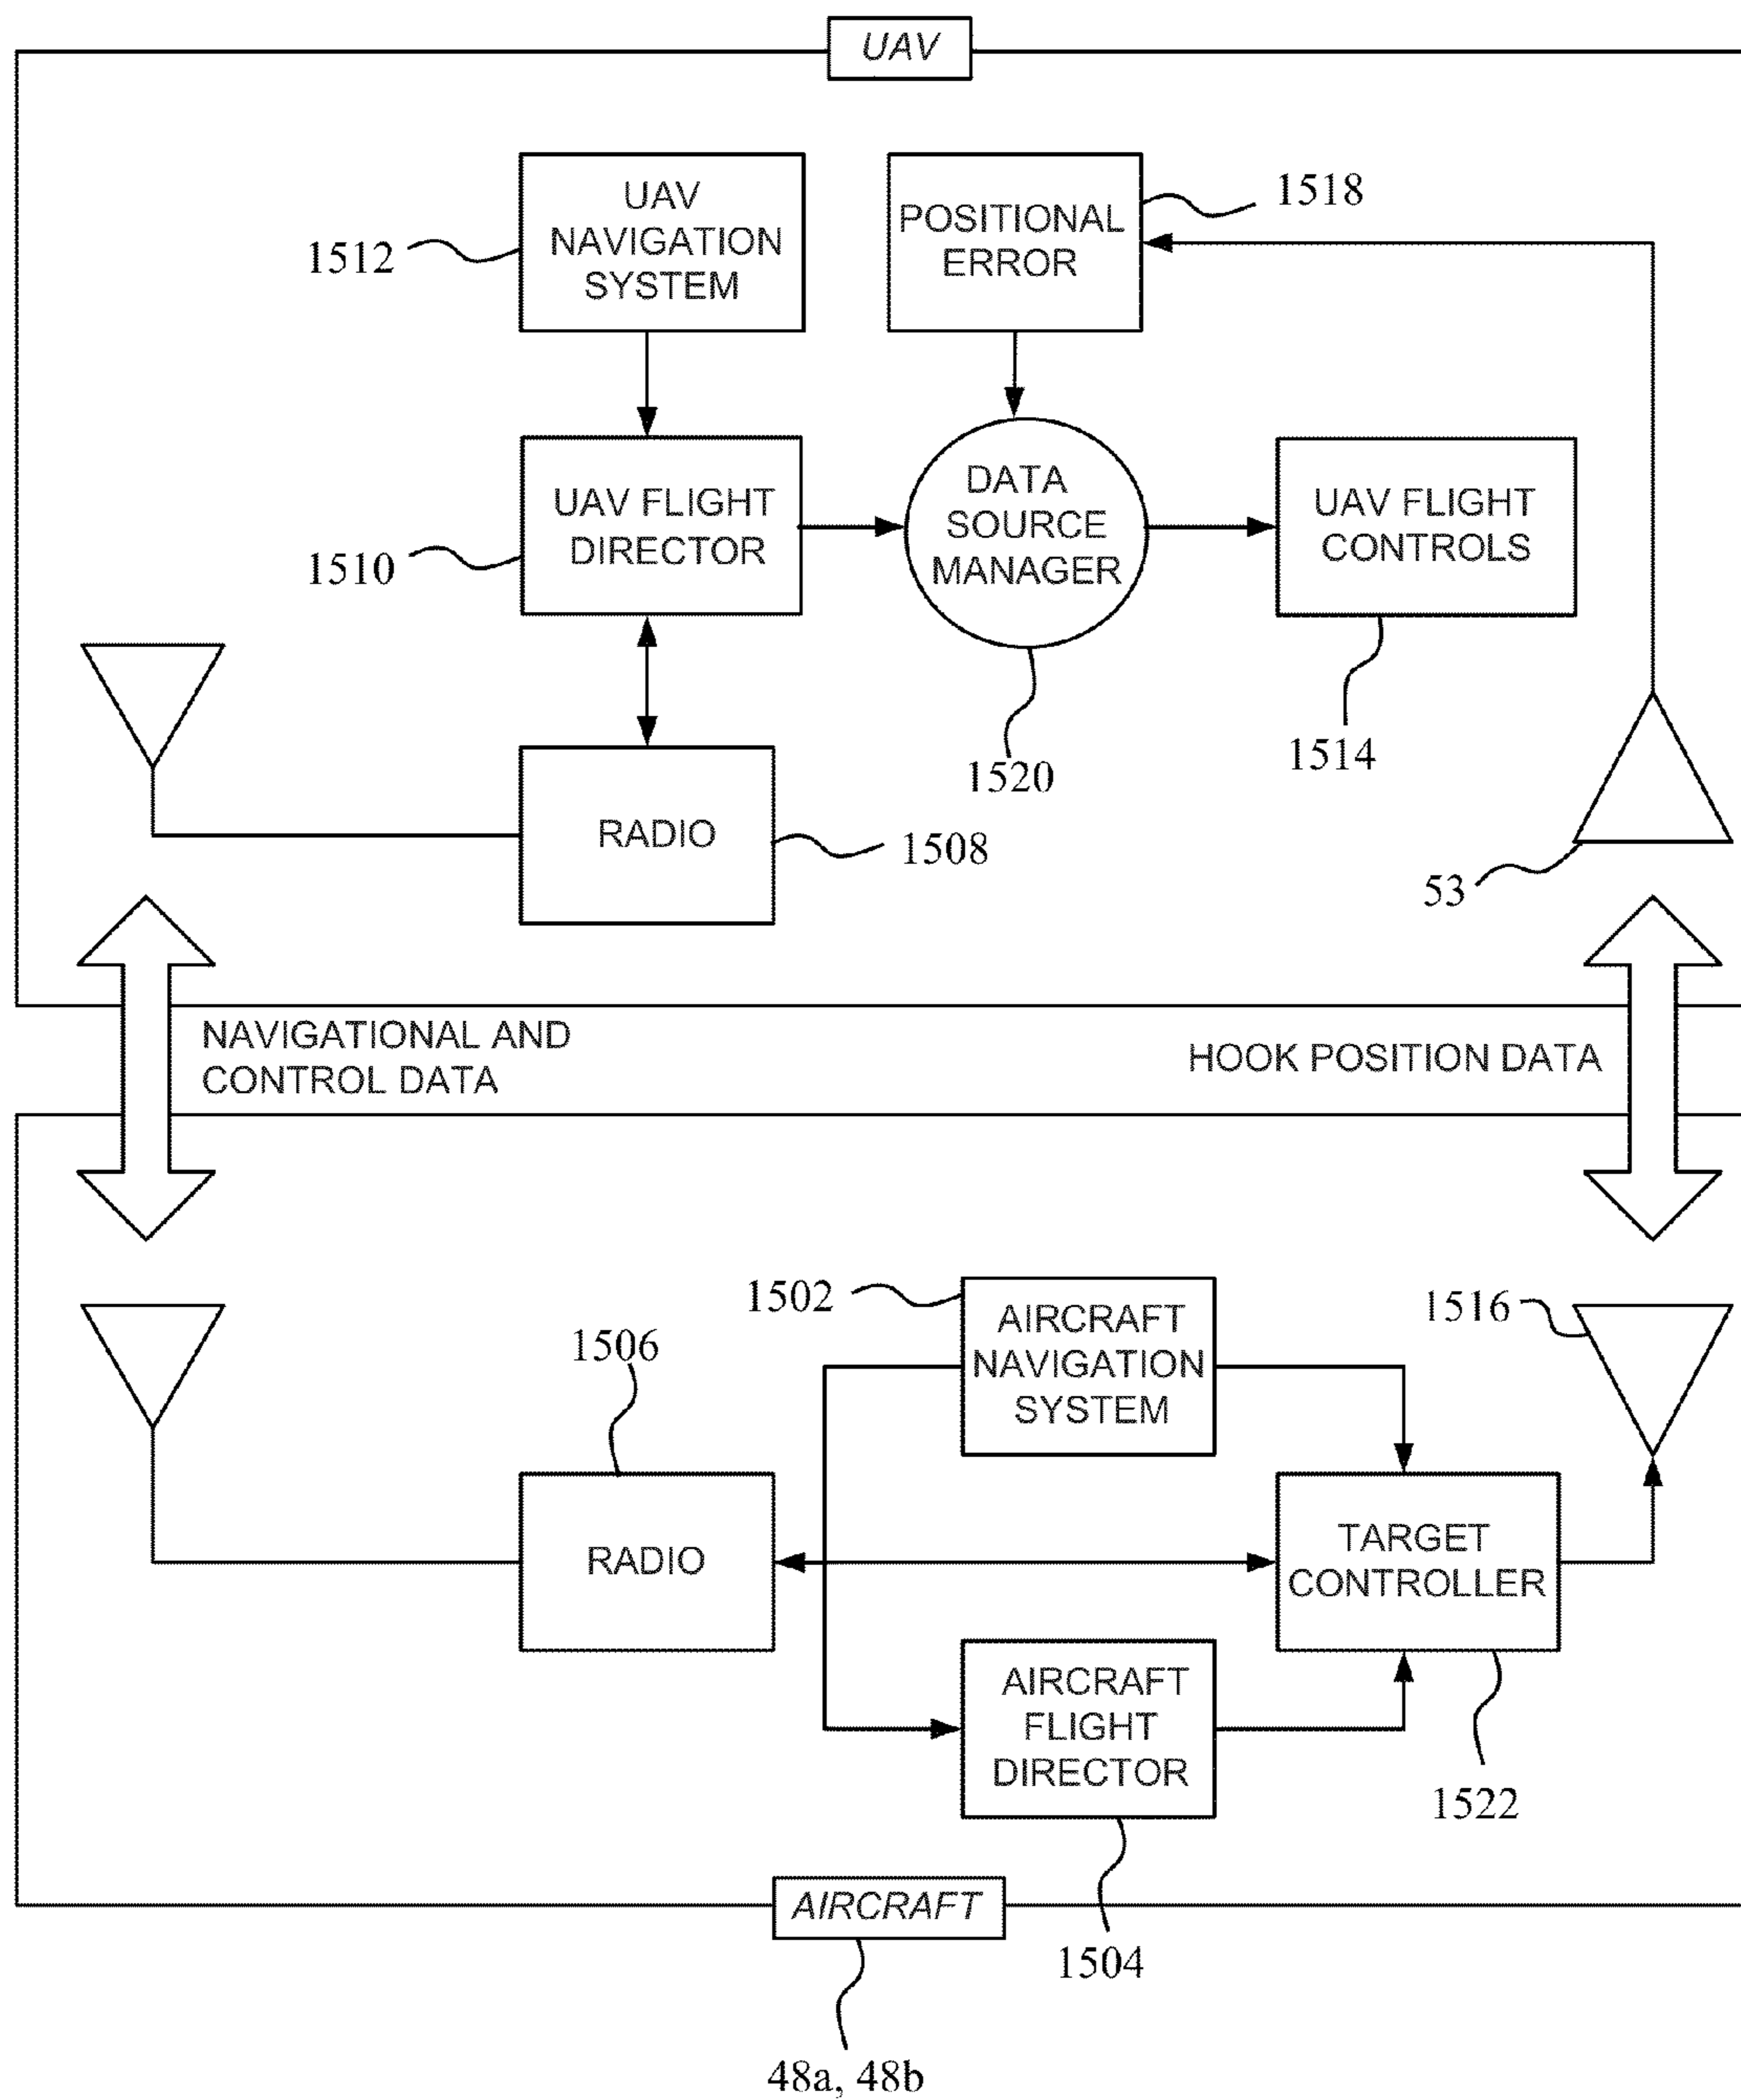 UAV
UAV
NAVIGATION
SYSTEM
1512
POSITIONAL
ERROR
1518
UAV FLIGHT
DIRECTOR
1510
DATA
SOURCE
MANAGER
1520
UAV FLIGHT
CONTROLS
1514
RADIO
1508
53
NAVIGATIONAL AND
CONTROL DATA
HOOK POSITION DATA
1502
AIRCRAFT
NAVIGATION
SYSTEM
1516
1506
RADIO
TARGET
CONTROLLER
1522
AIRCRAFT
FLIGHT
DIRECTOR
1504
AIRCRAFT
48a, 48b